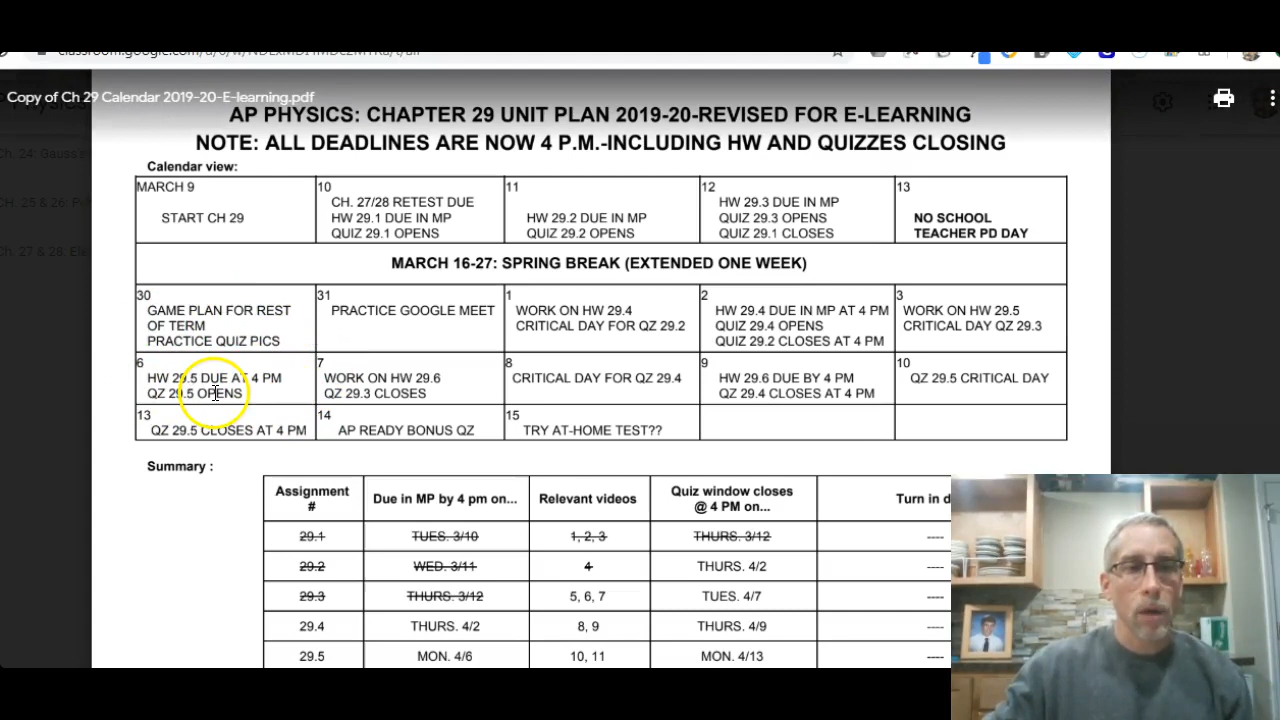 Copy of Ch 29 Calendar 2019-20-E-learning.pdf
AP PHYSICS: CHAPTER 29 UNIT PLAN 2019-20-REVISED FOR E-LEARNING
NOTE: ALL DEADLINES ARE NOW 4 P.M.-INCLUDING HW AND QUIZZES CLOSING
Calendar view:
MARCH 9
START CH 29
10
CH. 27/28 RETEST DUE
HW 29.1 DUE IN MP
QUIZ 29.1 OPENS
11
HW 29.2 DUE IN MP
QUIZ 29.2 OPENS
12
HW 29.3 DUE IN MP
QUIZ 29.3 OPENS
QUIZ 29.1 CLOSES
13
NO SCHOOL
TEACHER PD DAY
MARCH 16-27: SPRING BREAK (EXTENDED ONE WEEK)
30
GAME PLAN FOR REST
OF TERM
PRACTICE QUIZ PICS
31
PRACTICE GOOGLE MEET
1
WORK ON HW 29.4
CRITICAL DAY FOR QZ 29.2
2
HW 29.4 DUE IN MP AT 4 PM
QUIZ 29.4 OPENS
QUIZ 29.2 CLOSES AT 4 PM
3
WORK ON HW 29.5
CRITICAL DAY QZ 29.3
6
HW 29.5 DUE AT 4 PM
QZ 29.5 OPENS
7
WORK ON HW 29.6
QZ 29.3 CLOSES
8
CRITICAL DAY FOR QZ 29.4
9
HW 29.6 DUE BY 4 PM
QZ 29.4 CLOSES AT 4 PM
10
QZ 29.5 CRITICAL DAY
13
QZ 29.5 CLOSES AT 4 PM
14
AP READY BONUS QZ
15
TRY AT-HOME TEST??
Summary :
Assignment #
Due in MP by 4 pm on...
Relevant videos
Quiz window closes @ 4 PM on...
Turn in d
29.1 TUES. 3/10 1, 2, 3 THURS. 3/12 ----
29.2 WED. 3/11 4 THURS. 4/2 ----
29.3 THURS. 3/12 5, 6, 7 TUES. 4/7 ----
29.4 THURS. 4/2 8, 9 THURS. 4/9 ----
29.5 MON. 4/6 10, 11 MON. 4/13 ----